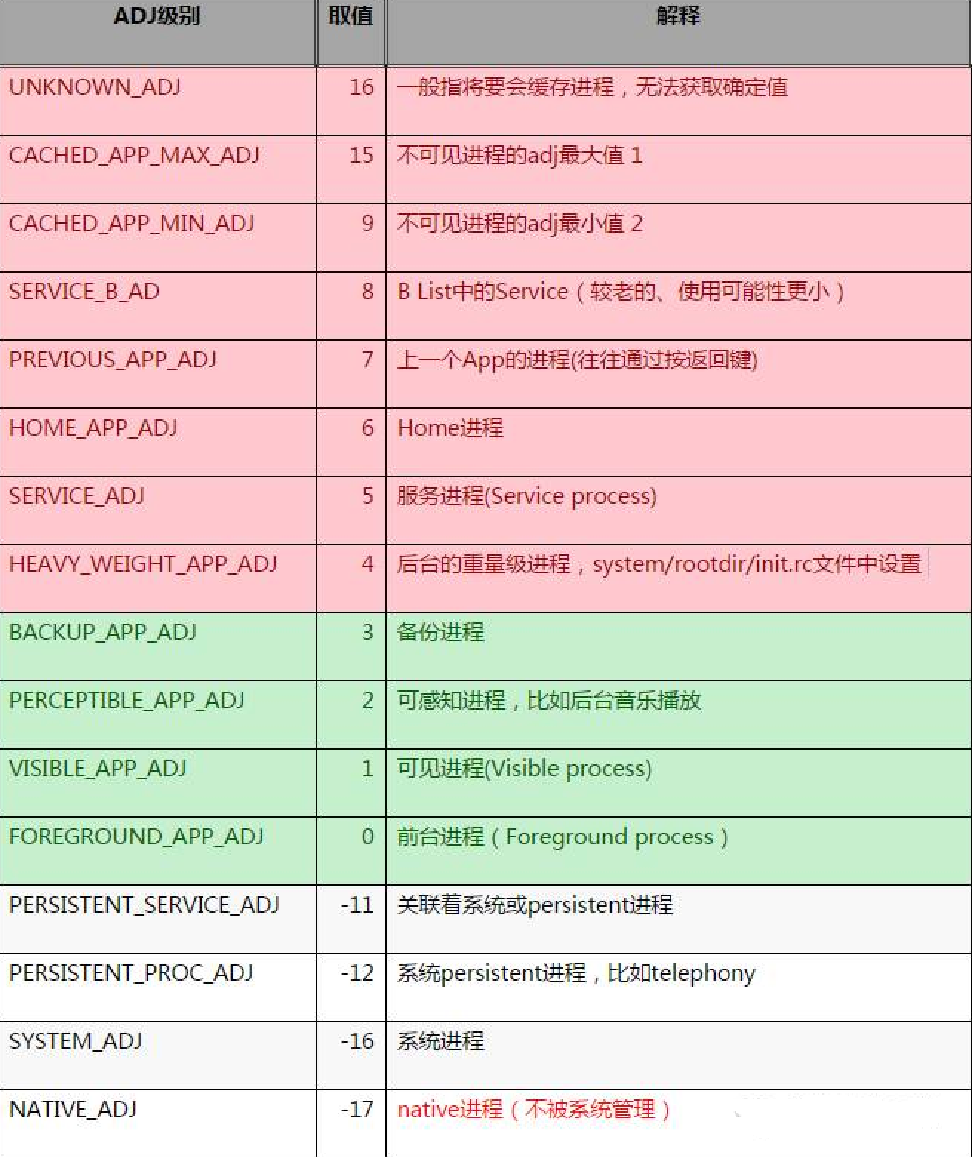 ADJ级别 取值 解释
UNKNOWN_ADJ 16 一般指将要会缓存进程，无法获取确定值
CACHED_APP_MAX_ADJ 15 不可见进程的adj最大值 1
CACHED_APP_MIN_ADJ 9 不可见进程的adj最小值 2
SERVICE_B_AD 8 B List中的Service（较老的、使用可能性更小）
PREVIOUS_APP_ADJ 7 上一个App的进程(往往通过按返回键)
HOME_APP_ADJ 6 Home进程
SERVICE_ADJ 5 服务进程(Service process)
HEAVY_WEIGHT_APP_ADJ 4 后台的重量级进程，system/rootdir/init.rc文件中设置
BACKUP_APP_ADJ 3 备份进程
PERCEPTIBLE_APP_ADJ 2 可感知进程，比如后台音乐播放
VISIBLE_APP_ADJ 1 可见进程(Visible process)
FOREGROUND_APP_ADJ 0 前台进程（Foreground process）
PERSISTENT_SERVICE_ADJ -11 关联着系统或persistent进程
PERSISTENT_PROC_ADJ -12 系统persistent进程，比如telephony
SYSTEM_ADJ -16 系统进程
NATIVE_ADJ -17 native进程（不被系统管理）